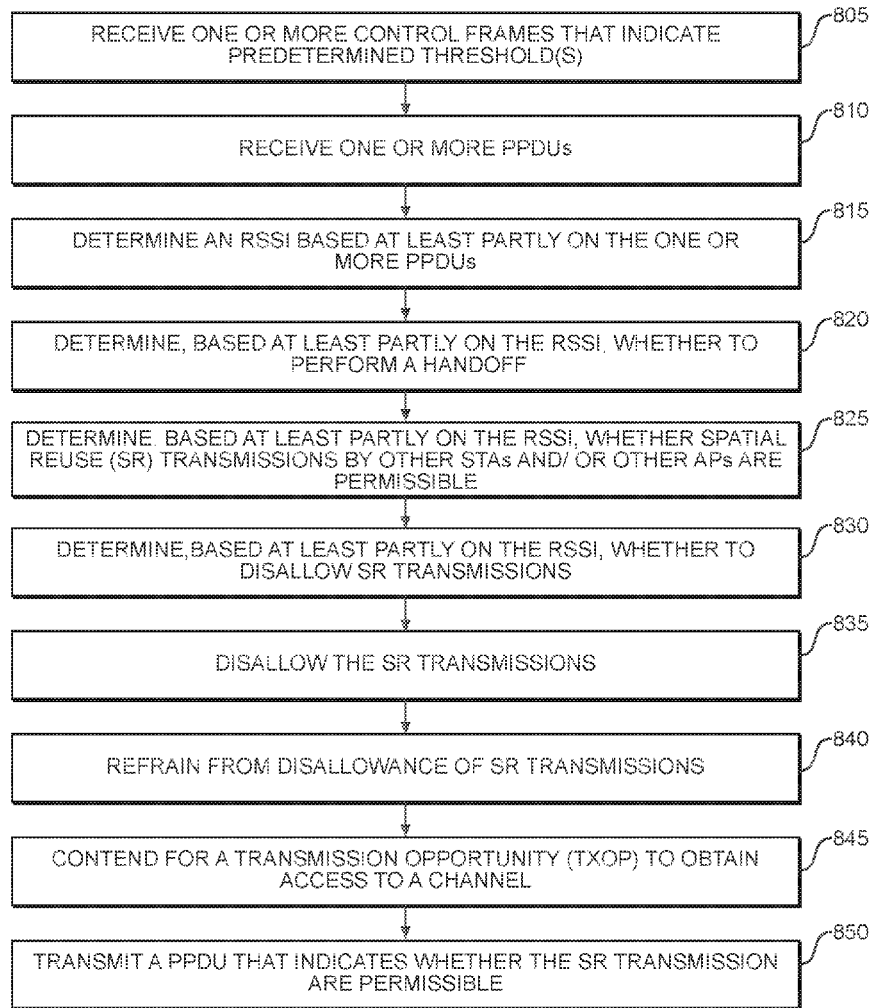 805
RECEIVE ONE OR MORE CONTROL FRAMES THAT INDICATE
PREDETERMINED THRESHOLD(S)
810
RECEIVE ONE OR MORE PPDUs
815
DETERMINE AN RSSI BASED AT LEAST PARTLY ON THE ONE OR
MORE PPDUs
820
DETERMINE, BASED AT LEAST PARTLY ON THE RSSI, WHETHER TO
PERFORM A HANDOFF
825
DETERMINE. BASED AT LEAST PARTLY ON THE RSSI, WHETHER SPATIAL
REUSE (SR) TRANSMISSIONS BY OTHER STAs AND/ OR OTHER APs ARE
PERMISSIBLE
830
DETERMINE,BASED AT LEAST PARTLY ON THE RSSI, WHETHER TO
DISALLOW SR TRANSMISSIONS
835
DISALLOW THE SR TRANSMISSIONS
840
REFRAIN FROM DISALLOWANCE OF SR TRANSMISSIONS
845
CONTEND FOR A TRANSMISSION OPPORTUNITY (TXOP) TO OBTAIN
ACCESS TO A CHANNEL
850
TRANSMIT A PPDU THAT INDICATES WHETHER THE SR TRANSMISSION
ARE PERMISSIBLE